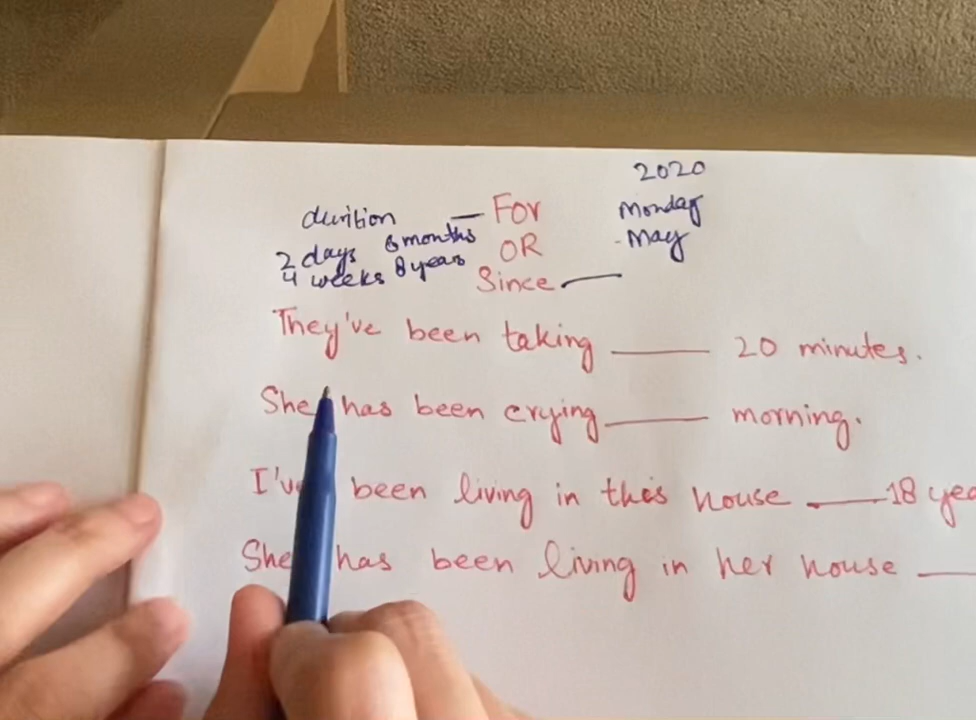 2020
duration — For Monday
2 days 6 months OR - May
4 weeks 8 years
Since —
They've been taking ____ 20 minutes.
She has been crying ____ morning.
I've been living in this house ____ 18
She has been living in her house ____